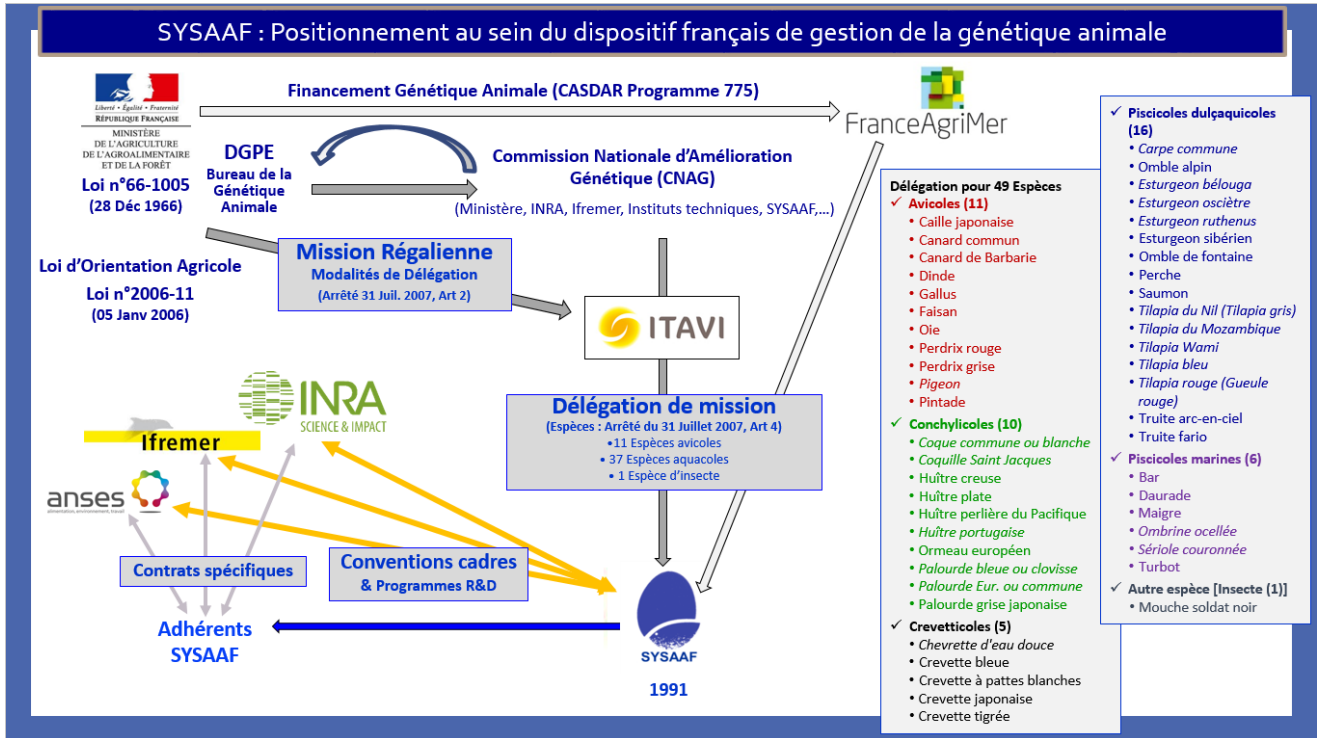 SYSAAF : Positionnement au sein du dispositif français de gestion de la génétique animale
Liberté • Égalité • Fraternité
RÉPUBLIQUE FRANÇAISE
MINISTÈRE
DE L'AGRICULTURE
DE L'AGROALIMENTAIRE
ET DE LA FORÊT
Loi n°66-1005
(28 Déc 1966)
Financement Génétique Animale (CASDAR Programme 775)
FranceAgriMer
DGPE
Bureau de la
Génétique
Animale
Commission Nationale d'Amélioration
Génétique (CNAG)
(Ministère, INRA, Ifremer, Instituts techniques, SYSAAF,…)
Loi d'Orientation Agricole
Loi n°2006-11
(05 Janv 2006)
Mission Régalienne
Modalités de Délégation
(Arrêté 31 Juil. 2007, Art 2)
ITAVI
INRA
SCIENCE & IMPACT
Ifremer
anses
alimentation, environnement, travail
Délégation de mission
(Espèces : Arrêté du 31 Juillet 2007, Art 4)
•11 Espèces avicoles
• 37 Espèces aquacoles
• 1 Espèce d'insecte
Contrats spécifiques
Conventions cadres
& Programmes R&D
Adhérents
SYSAAF
SYSAAF
1991
Délégation pour 49 Espèces
✓ Avicoles (11)
• Caille japonaise
• Canard commun
• Canard de Barbarie
• Dinde
• Gallus
• Faisan
• Oie
• Perdrix rouge
• Perdrix grise
• Pigeon
• Pintade
✓ Conchylicoles (10)
• Coque commune ou blanche
• Coquille Saint Jacques
• Huître creuse
• Huître plate
• Huître perlière du Pacifique
• Huître portugaise
• Ormeau européen
• Palourde bleue ou clovisse
• Palourde Eur. ou commune
• Palourde grise japonaise
✓ Crevetticoles (5)
• Chevrette d'eau douce
• Crevette bleue
• Crevette à pattes blanches
• Crevette japonaise
• Crevette tigrée
✓ Piscicoles dulçaquicoles
(16)
• Carpe commune
• Omble alpin
• Esturgeon bélouga
• Esturgeon osciètre
• Esturgeon ruthenus
• Esturgeon sibérien
• Omble de fontaine
• Perche
• Saumon
• Tilapia du Nil (Tilapia gris)
• Tilapia du Mozambique
• Tilapia Wami
• Tilapia bleu
• Tilapia rouge (Gueule
rouge)
• Truite arc-en-ciel
• Truite fario
✓ Piscicoles marines (6)
• Bar
• Daurade
• Maigre
• Ombrine ocellée
• Sériole couronnée
• Turbot
✓ Autre espèce [Insecte (1)]
• Mouche soldat noir